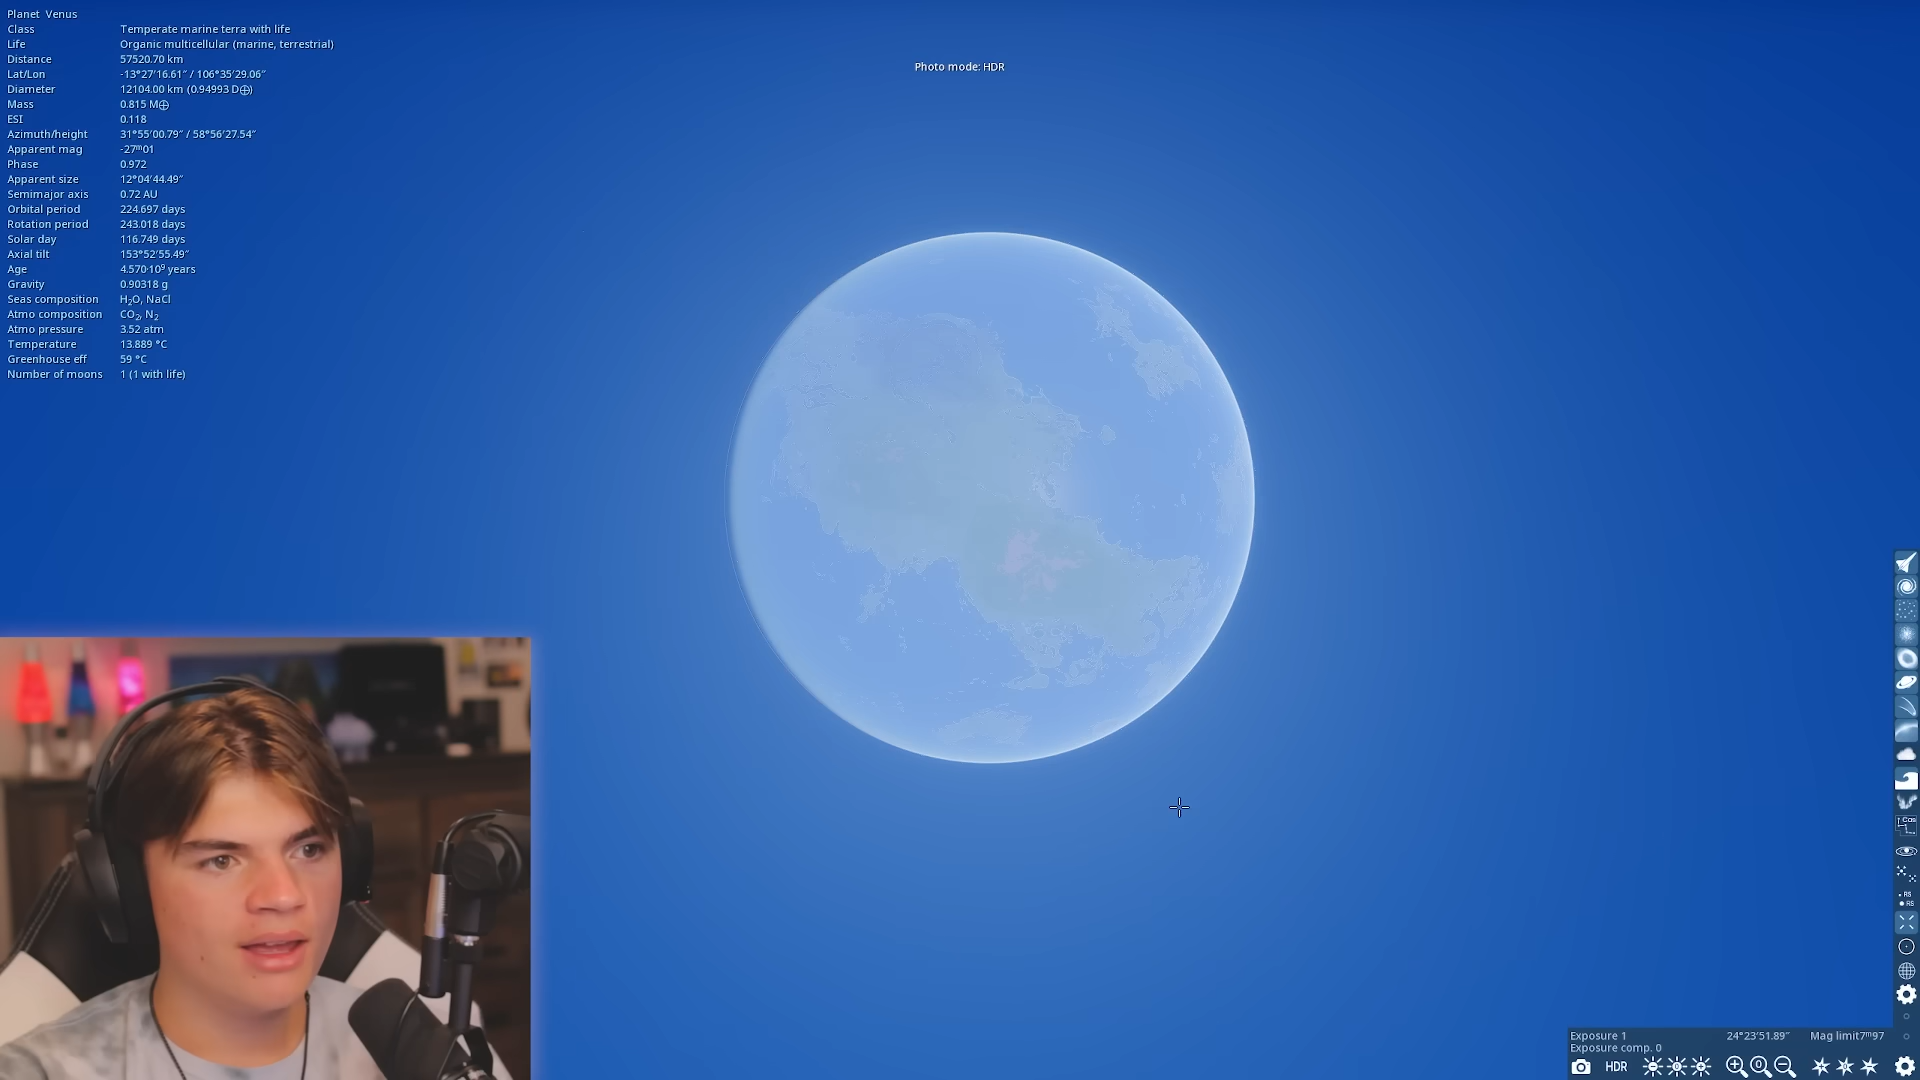 Planet Venus
Class Temperate marine terra with life
Life Organic multicellular (marine, terrestrial)
Distance 57520.70 km
Lat/Lon -13°27'16.61" / 106°35'29.06"
Diameter 12104.00 km (0.94993 D⊕)
Mass 0.815 M⊕
ESI 0.118
Azimuth/height 31°55'00.79" / 58°56'27.54"
Apparent mag -27ᵐ01
Phase 0.972
Apparent size 12°04'44.49"
Semimajor axis 0.72 AU
Orbital period 224.697 days
Rotation period 243.018 days
Solar day 116.749 days
Axial tilt 153°52'55.49"
Age 4.570·10⁹ years
Gravity 0.90318 g
Seas composition H₂O, NaCl
Atmo composition CO₂, N₂
Atmo pressure 3.52 atm
Temperature 13.889 °C
Greenhouse eff 59 °C
Number of moons 1 (1 with life)
Photo mode: HDR
Cas
RS
RS
Exposure 1 24°23'51.89" Mag limit7ᵐ97
Exposure comp. 0
HDR